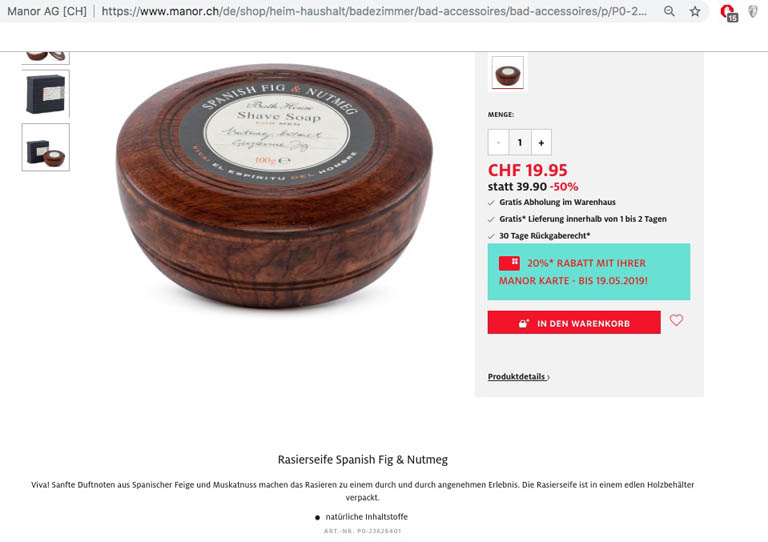 Manor AG [CH] | https://www.manor.ch/de/shop/heim-haushalt/badezimmer/bad-accessoires/bad-accessoires/p/P0-2...
15
SPANISH FIG & NUTMEG
Bath House
Shave Soap
FOR MEN
100g ℮
VIVA! EL ESPÍRITU DEL HOMBRE
MENGE:
- 1 +
CHF 19.95
statt 39.90 -50%
Gratis Abholung im Warenhaus
Gratis* Lieferung innerhalb von 1 bis 2 Tagen
30 Tage Rückgaberecht*
20%* RABATT MIT IHRER
MANOR KARTE - BIS 19.05.2019!
IN DEN WARENKORB
Produktdetails ›
Rasierseife Spanish Fig & Nutmeg
Viva! Sanfte Duftnoten aus Spanischer Feige und Muskatnuss machen das Rasieren zu einem durch und durch angenehmen Erlebnis. Die Rasierseife ist in einem edlen Holzbehälter
verpackt.
• natürliche Inhaltstoffe
ART.-NR. P0-23626401